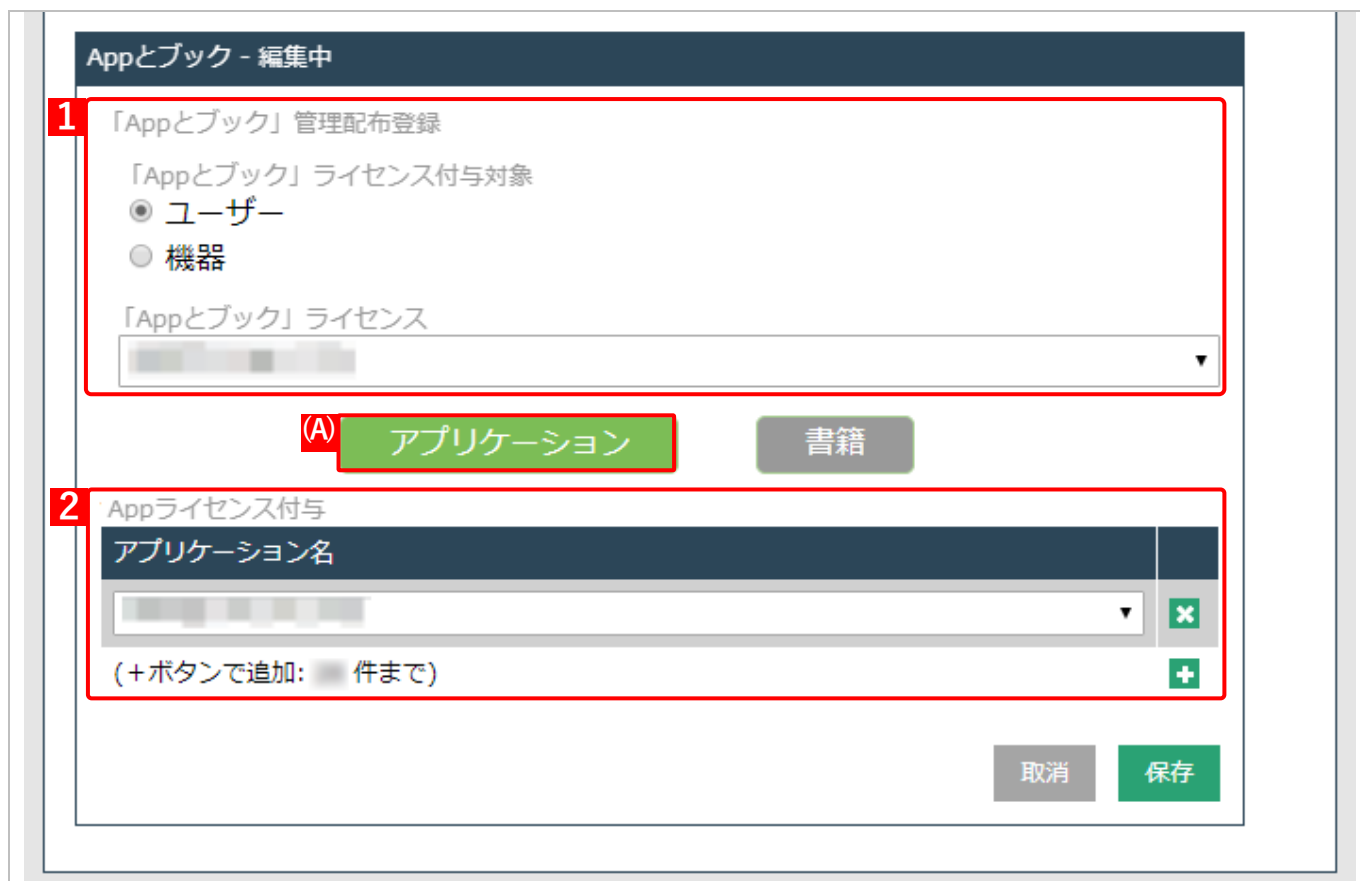 Appとブック - 編集中
1
「Appとブック」管理配布登録
「Appとブック」ライセンス付与対象
ユーザー
機器
「Appとブック」ライセンス
(A)
アプリケーション
書籍
2
Appライセンス付与
アプリケーション名
(+ボタンで追加: 件まで)
取消
保存